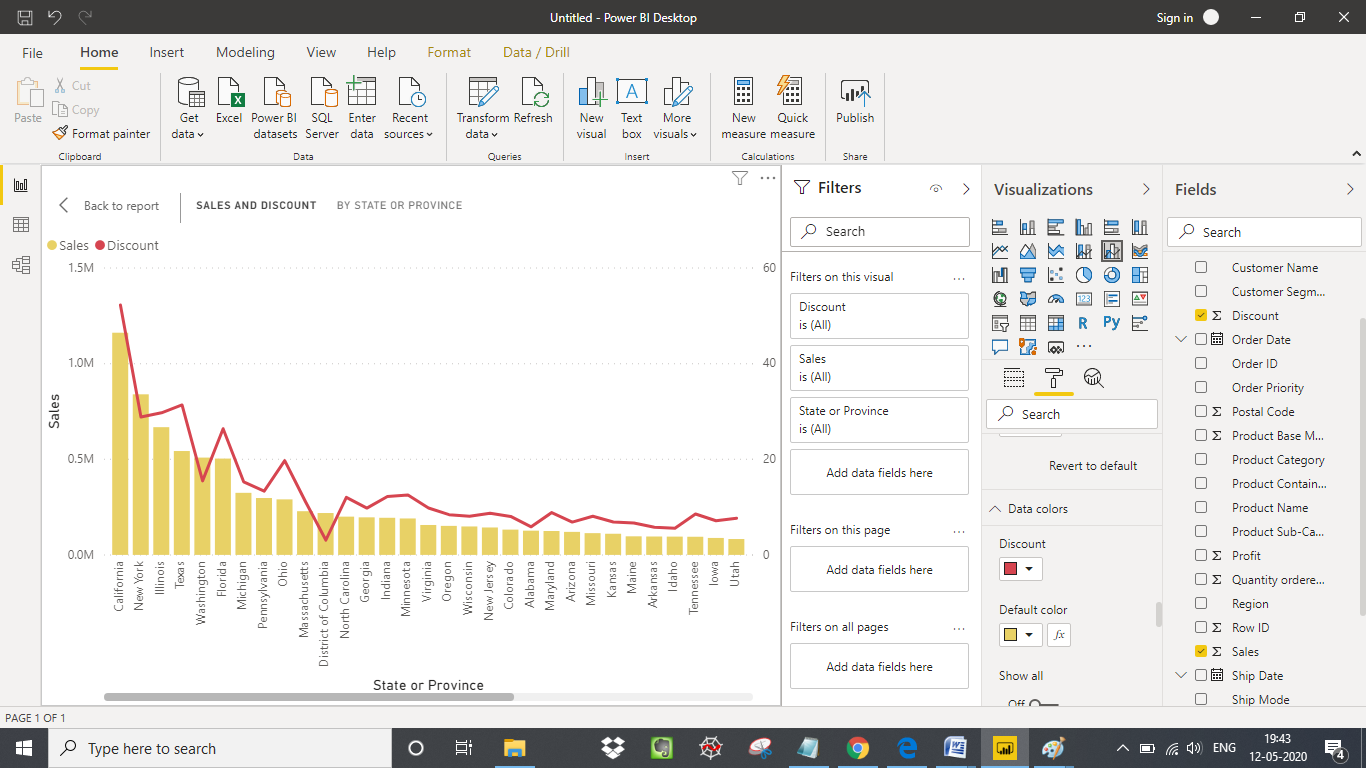 Untitled - Power BI Desktop
Sign in
File Home Insert Modeling View Help Format Data / Drill
Paste
Cut
Copy
Format painter
Clipboard
Get data
Excel
Power BI datasets
SQL Server
Enter data
Recent sources
Data
Transform data
Refresh
Queries
New visual
Text box
More visuals
Insert
New measure
Quick measure
Calculations
Publish
Share
Back to report
SALES AND DISCOUNT
BY STATE OR PROVINCE
Sales Discount
1.5M
1.0M
0.5M
0.0M
Sales
60
40
20
0
California
New York
Illinois
Texas
Washington
Florida
Michigan
Pennsylvania
Ohio
Massachusetts
District of Columbia
North Carolina
Georgia
Indiana
Minnesota
Virginia
Oregon
Wisconsin
New Jersey
Colorado
Alabama
Maryland
Arizona
Missouri
Kansas
Maine
Arkansas
Idaho
Tennessee
Iowa
Utah
State or Province
Filters
Search
Filters on this visual ...
Discount
is (All)
Sales
is (All)
State or Province
is (All)
Add data fields here
Filters on this page ...
Add data fields here
Filters on all pages ...
Add data fields here
Visualizations
123
R
Py
...
Search
Revert to default
Data colors
Discount
Default color
fx
Show all
Off
Fields
Search
Customer Name
Customer Segm...
Σ Discount
Order Date
Order ID
Order Priority
Σ Postal Code
Σ Product Base M...
Product Category
Product Contain...
Product Name
Product Sub-Ca...
Σ Profit
Σ Quantity ordere...
Region
Σ Row ID
Σ Sales
Ship Date
Ship Mode
PAGE 1 OF 1
Type here to search
ENG
19:43
12-05-2020
4